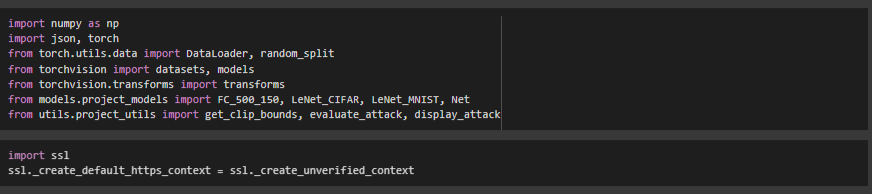 import numpy as np
import json, torch
from torch.utils.data import DataLoader, random_split
from torchvision import datasets, models
from torchvision.transforms import transforms
from models.project_models import FC_500_150, LeNet_CIFAR, LeNet_MNIST, Net
from utils.project_utils import get_clip_bounds, evaluate_attack, display_attack
import ssl
ssl._create_default_https_context = ssl._create_unverified_context